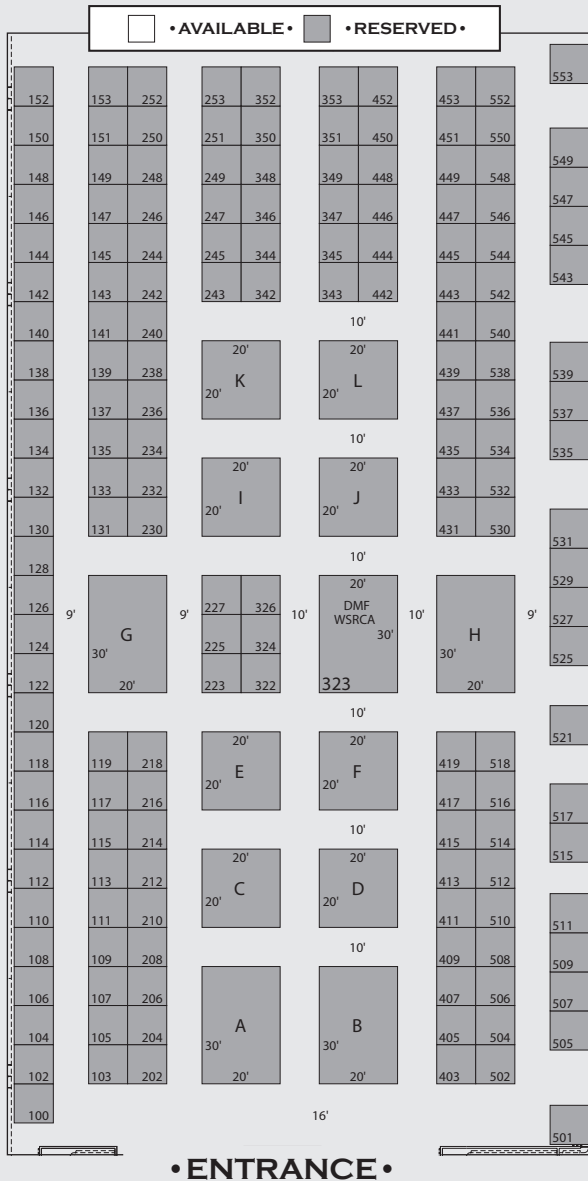 •AVAILABLE• •RESERVED•
553
152 153 252 253 352 353 452 453 552
150 151 250 251 350 351 450 451 550
148 149 248 249 348 349 448 449 548 549
146 147 246 247 346 347 446 447 546 547
144 145 244 245 344 345 444 445 544 545
142 143 242 243 342 343 442 443 542 543
10'
140 141 240 441 540
20' 20'
138 139 238 K L 439 538 539
20' 20'
136 137 236 437 536 537
10'
134 135 234 435 534 535
20' 20'
132 133 232 I J 433 532
20' 20'
130 131 230 431 530 531
10'
128 529
20'
126 9' 9' 227 326 10' DMF 10' 9'
WSRCA
G 30' H 527
124 30' 225 324 30' 525
122 20' 223 322 323 20'
10'
120 521
20' 20'
118 119 218 E F 419 518
20' 20'
116 117 216 417 516 517
10'
114 115 214 415 514 515
20' 20'
112 113 212 C D 413 512
20' 20'
110 111 210 411 510 511
10'
108 109 208 409 508 509
106 107 206 407 506 507
A B
104 105 204 30' 30' 405 504 505
102 103 202 20' 20' 403 502
100 16'
501
•ENTRANCE•